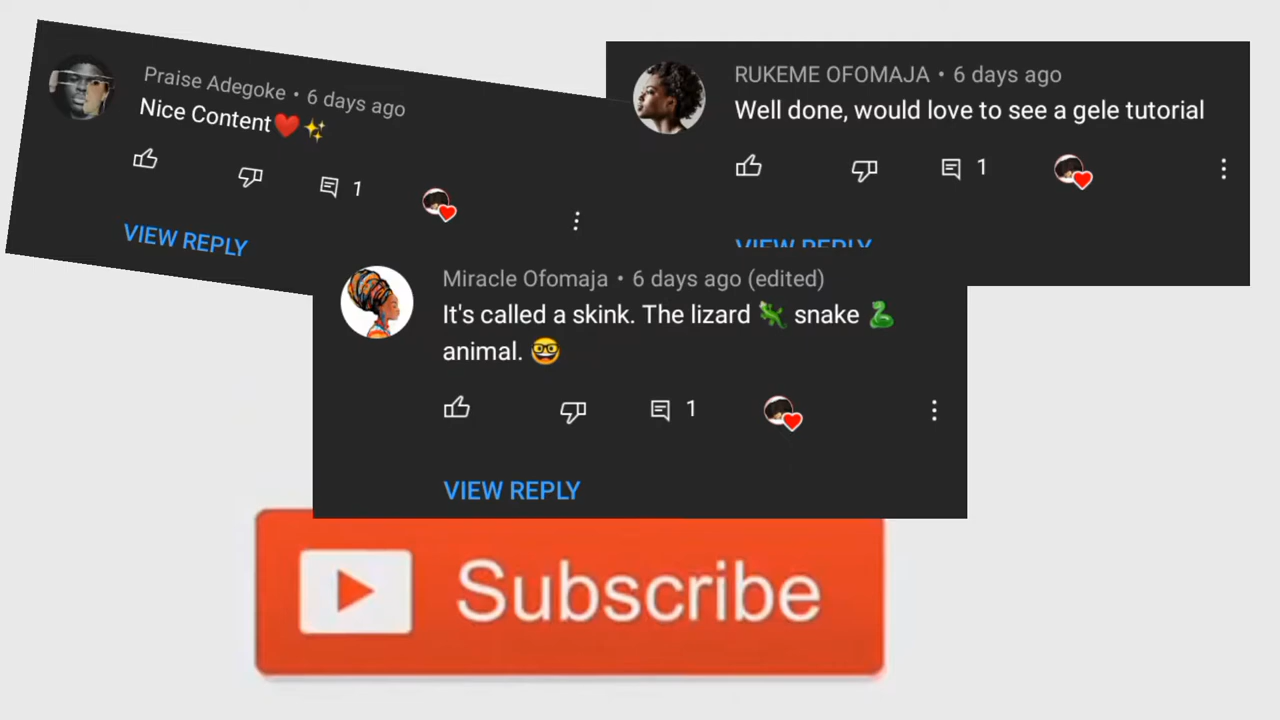 Praise Adegoke • 6 days ago
Nice Content❤️✨
1
VIEW REPLY
RUKEME OFOMAJA • 6 days ago
Well done, would love to see a gele tutorial
1
VIEW REPLY
Miracle Ofomaja • 6 days ago (edited)
It's called a skink. The lizard 🦎 snake 🐍
animal. 🤓
1
VIEW REPLY
Subscribe